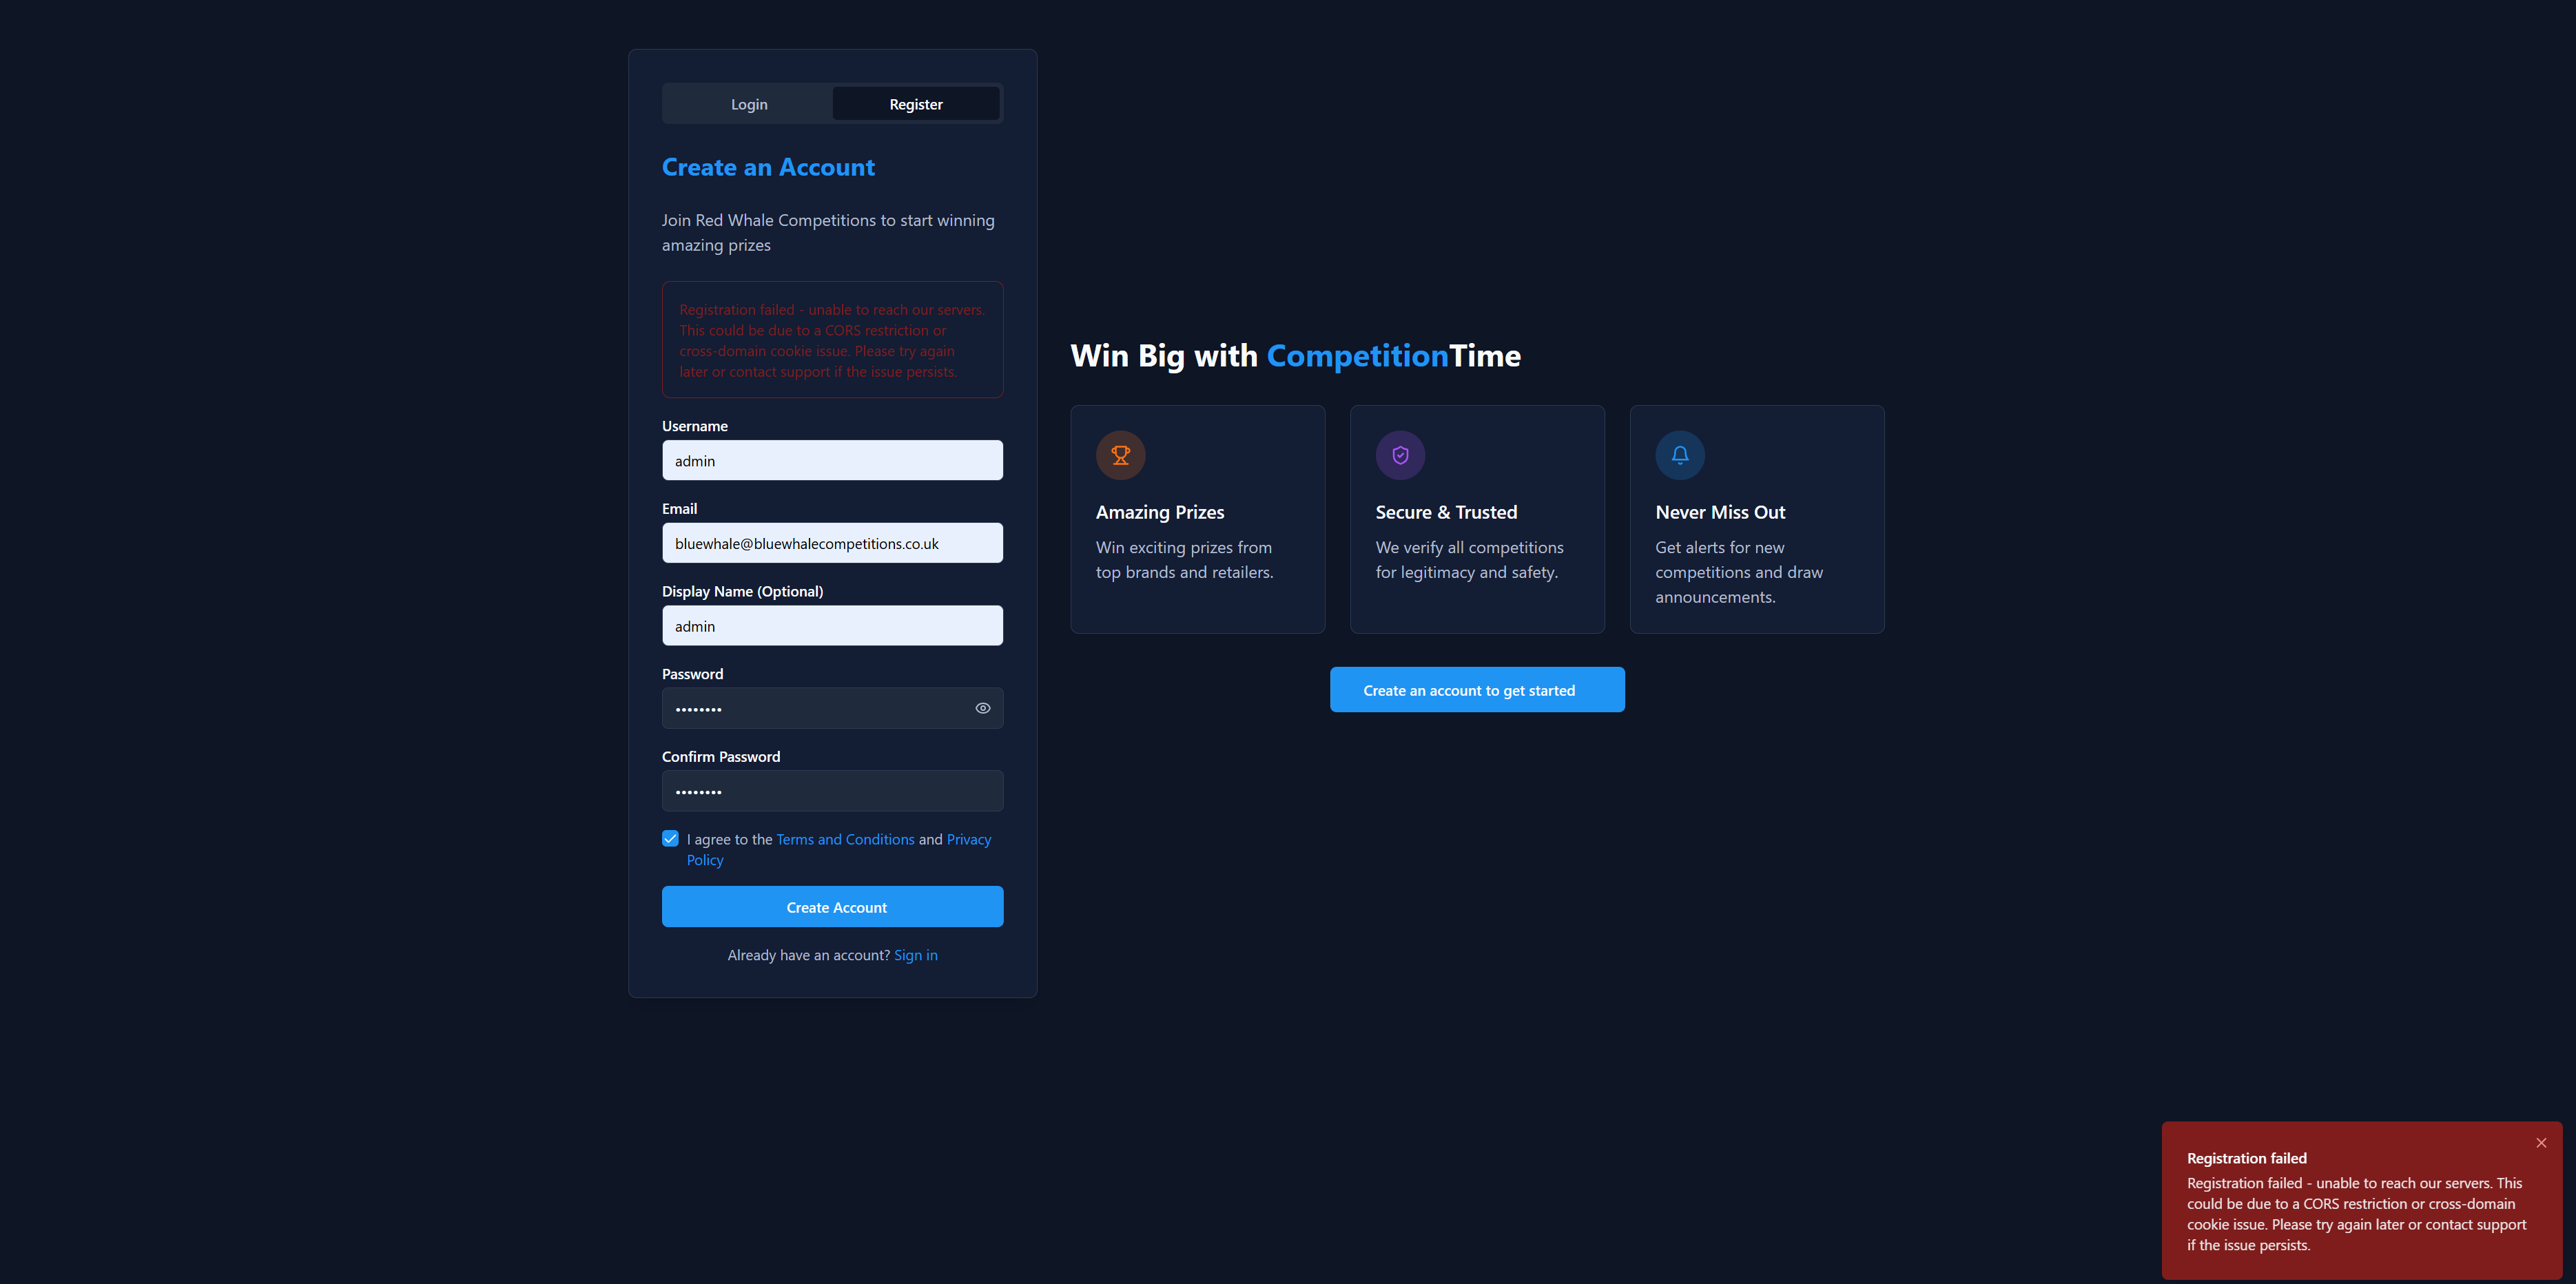 Login
Register
Create an Account
Join Red Whale Competitions to start winning
amazing prizes
Registration failed - unable to reach our servers.
This could be due to a CORS restriction or
cross-domain cookie issue. Please try again
later or contact support if the issue persists.
Username
admin
Email
bluewhale@bluewhalecompetitions.co.uk
Display Name (Optional)
admin
Password
••••••••
Confirm Password
••••••••
I agree to the Terms and Conditions and Privacy
Policy
Create Account
Already have an account? Sign in
Win Big with CompetitionTime
Amazing Prizes
Win exciting prizes from
top brands and retailers.
Secure & Trusted
We verify all competitions
for legitimacy and safety.
Never Miss Out
Get alerts for new
competitions and draw
announcements.
Create an account to get started
Registration failed
Registration failed - unable to reach our servers. This
could be due to a CORS restriction or cross-domain
cookie issue. Please try again later or contact support
if the issue persists.